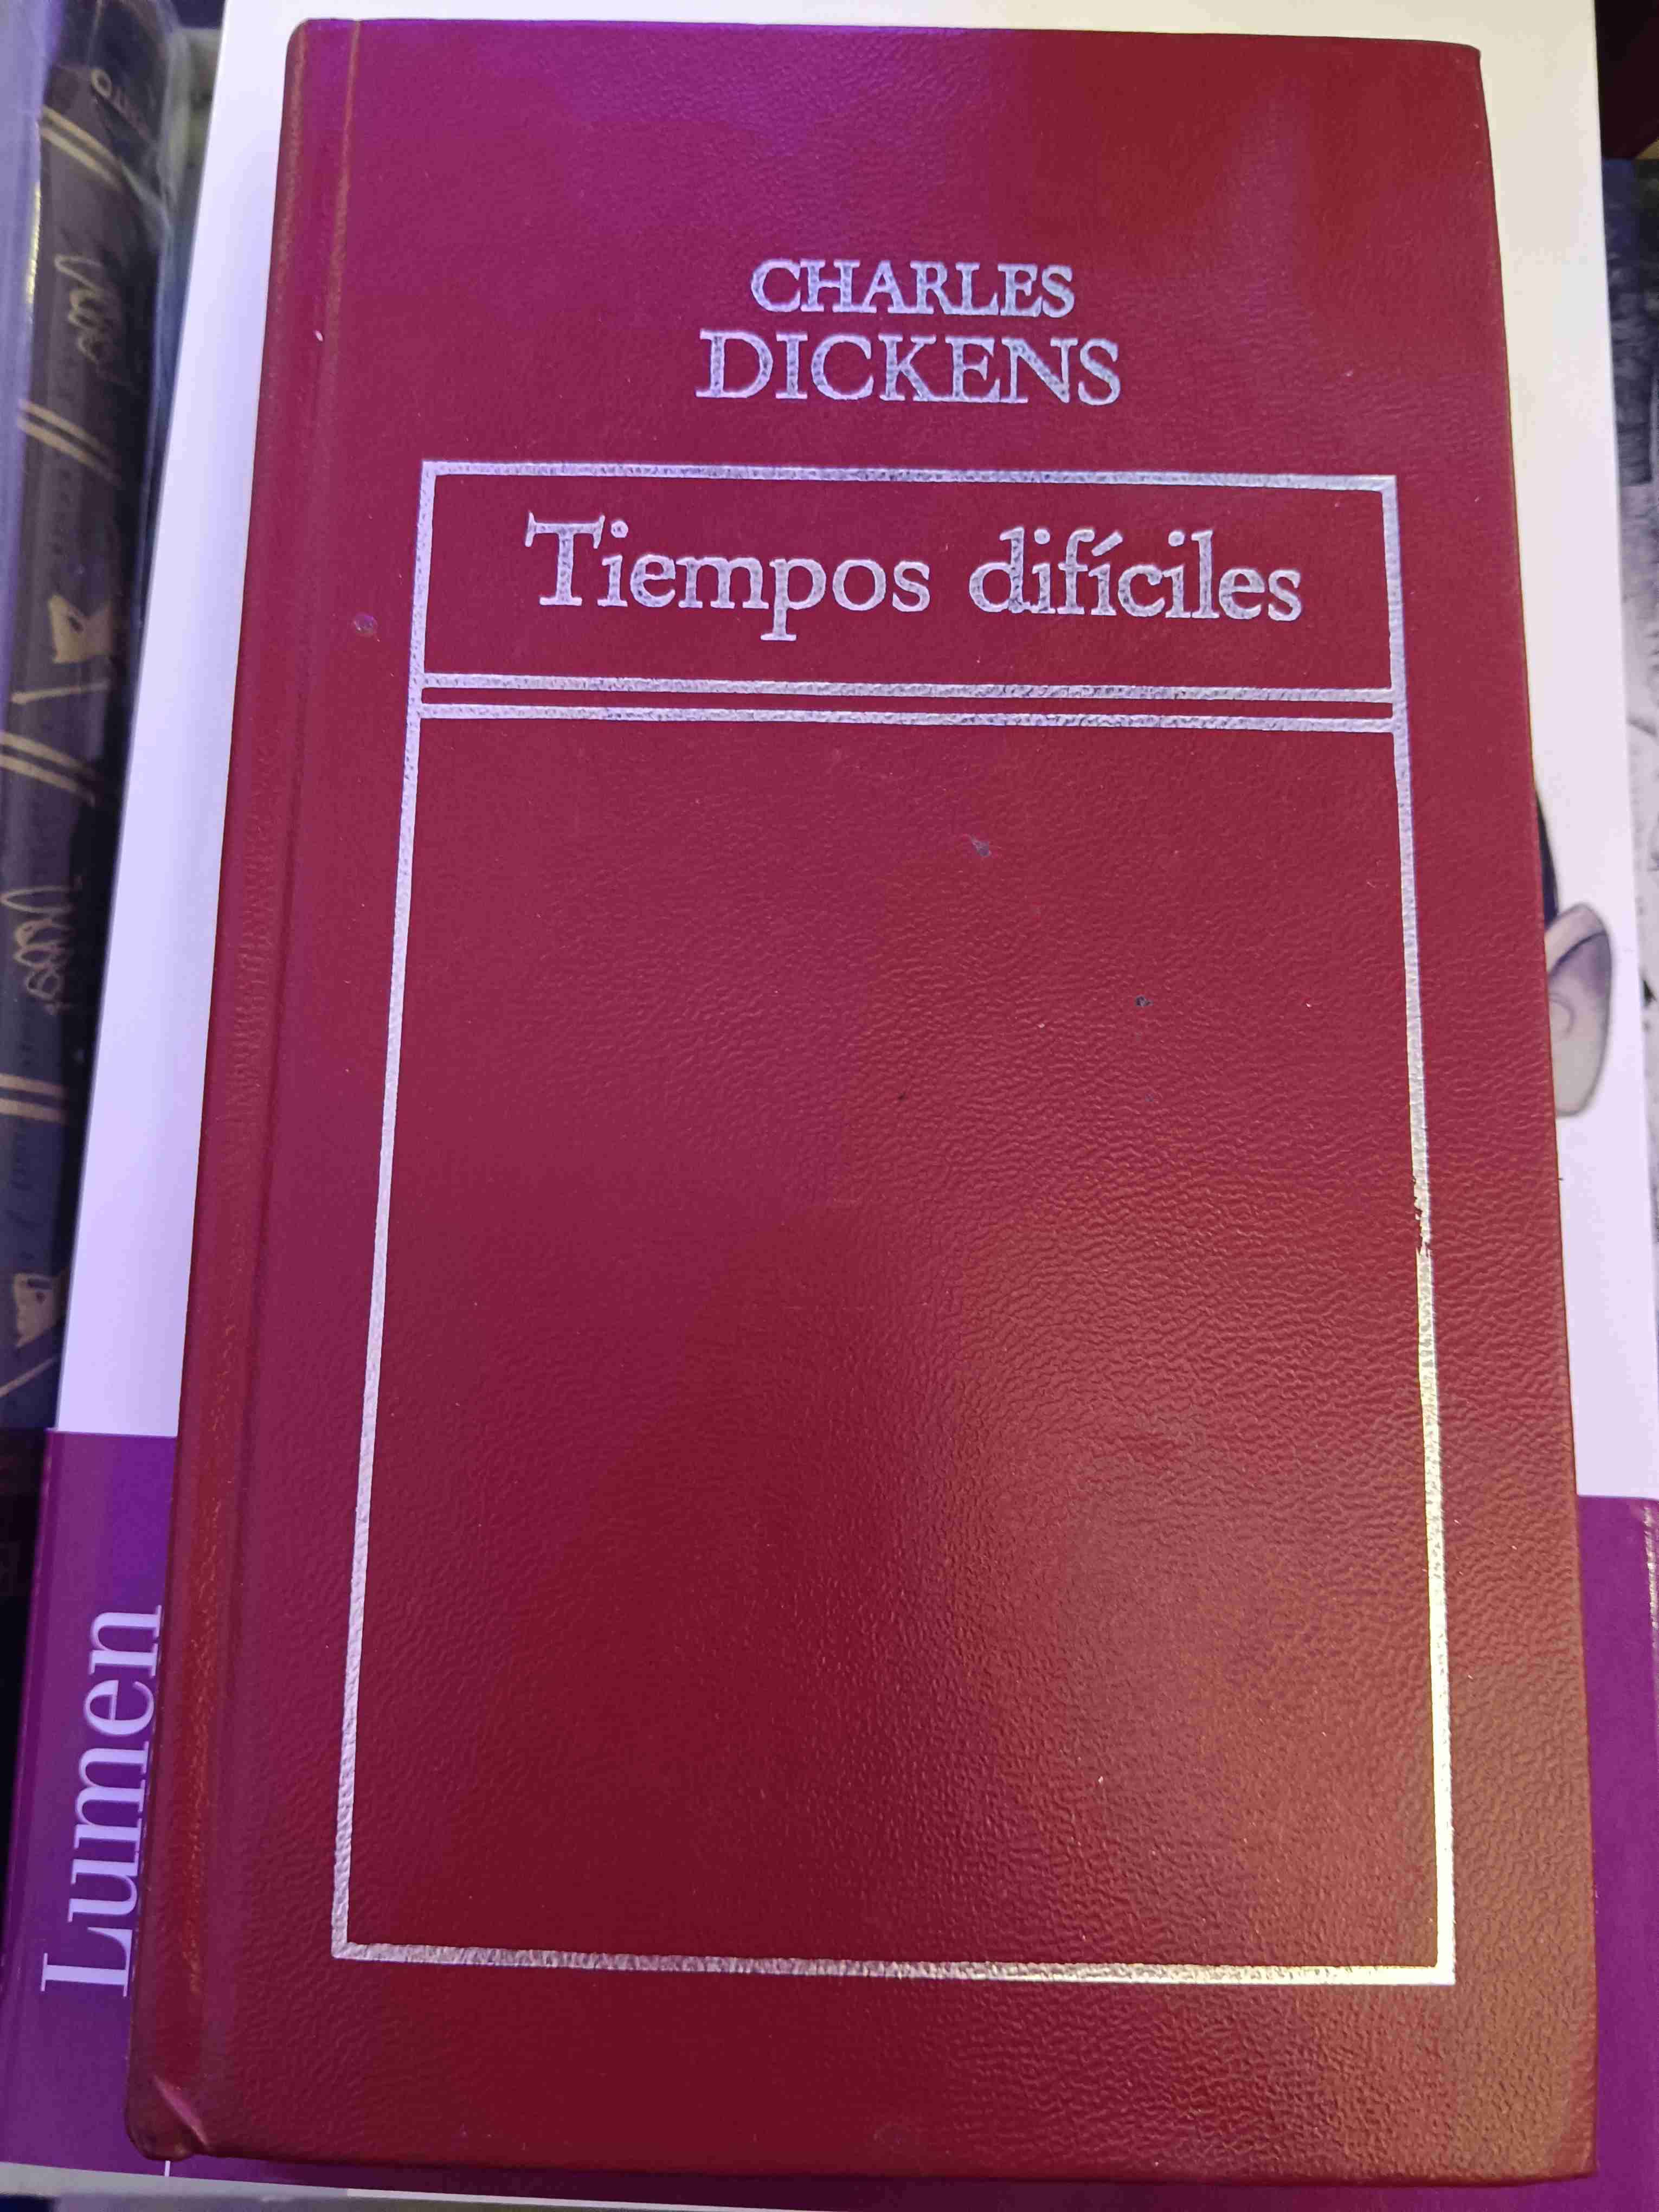 CHARLES
DICKENS
Tiempos difíciles
Lumen